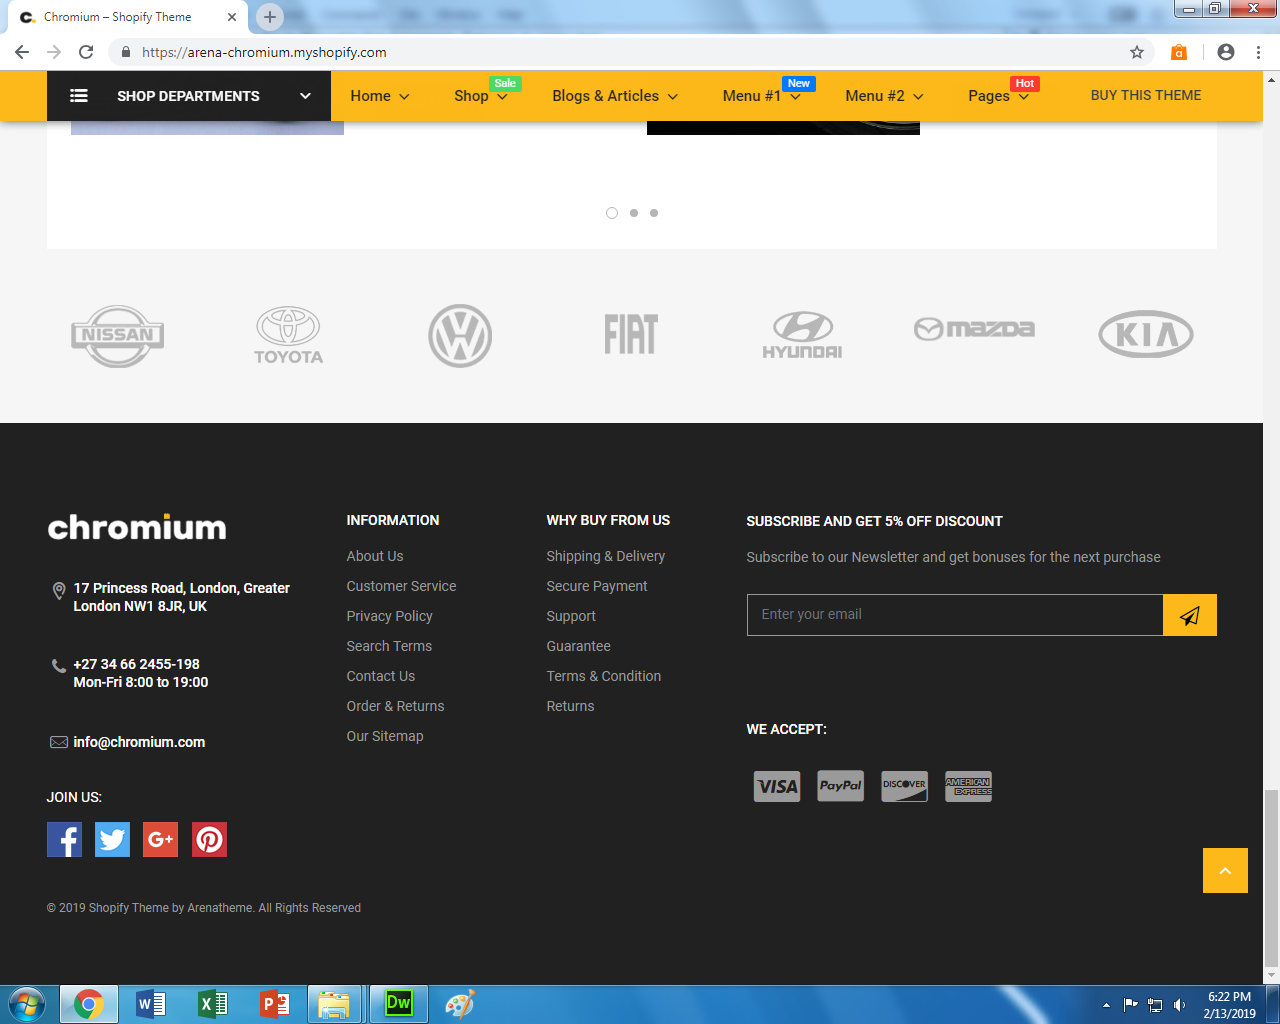 Chromium – Shopify Theme
https://arena-chromium.myshopify.com
SHOP DEPARTMENTS
Home
Shop
Sale
Blogs & Articles
Menu #1
New
Menu #2
Pages
Hot
BUY THIS THEME
NISSAN
TOYOTA
VW
FIAT
HYUNDAI
mazda
KIA
chromium
17 Princess Road, London, Greater
London NW1 8JR, UK
+27 34 66 2455-198
Mon-Fri 8:00 to 19:00
info@chromium.com
JOIN US:
f
G+
© 2019 Shopify Theme by Arenatheme. All Rights Reserved
INFORMATION
About Us
Customer Service
Privacy Policy
Search Terms
Contact Us
Order & Returns
Our Sitemap
WHY BUY FROM US
Shipping & Delivery
Secure Payment
Support
Guarantee
Terms & Condition
Returns
SUBSCRIBE AND GET 5% OFF DISCOUNT
Subscribe to our Newsletter and get bonuses for the next purchase
Enter your email
WE ACCEPT:
VISA
PayPal
DISCOVER
AMERICAN
EXPRESS
Dw
6:22 PM
2/13/2019